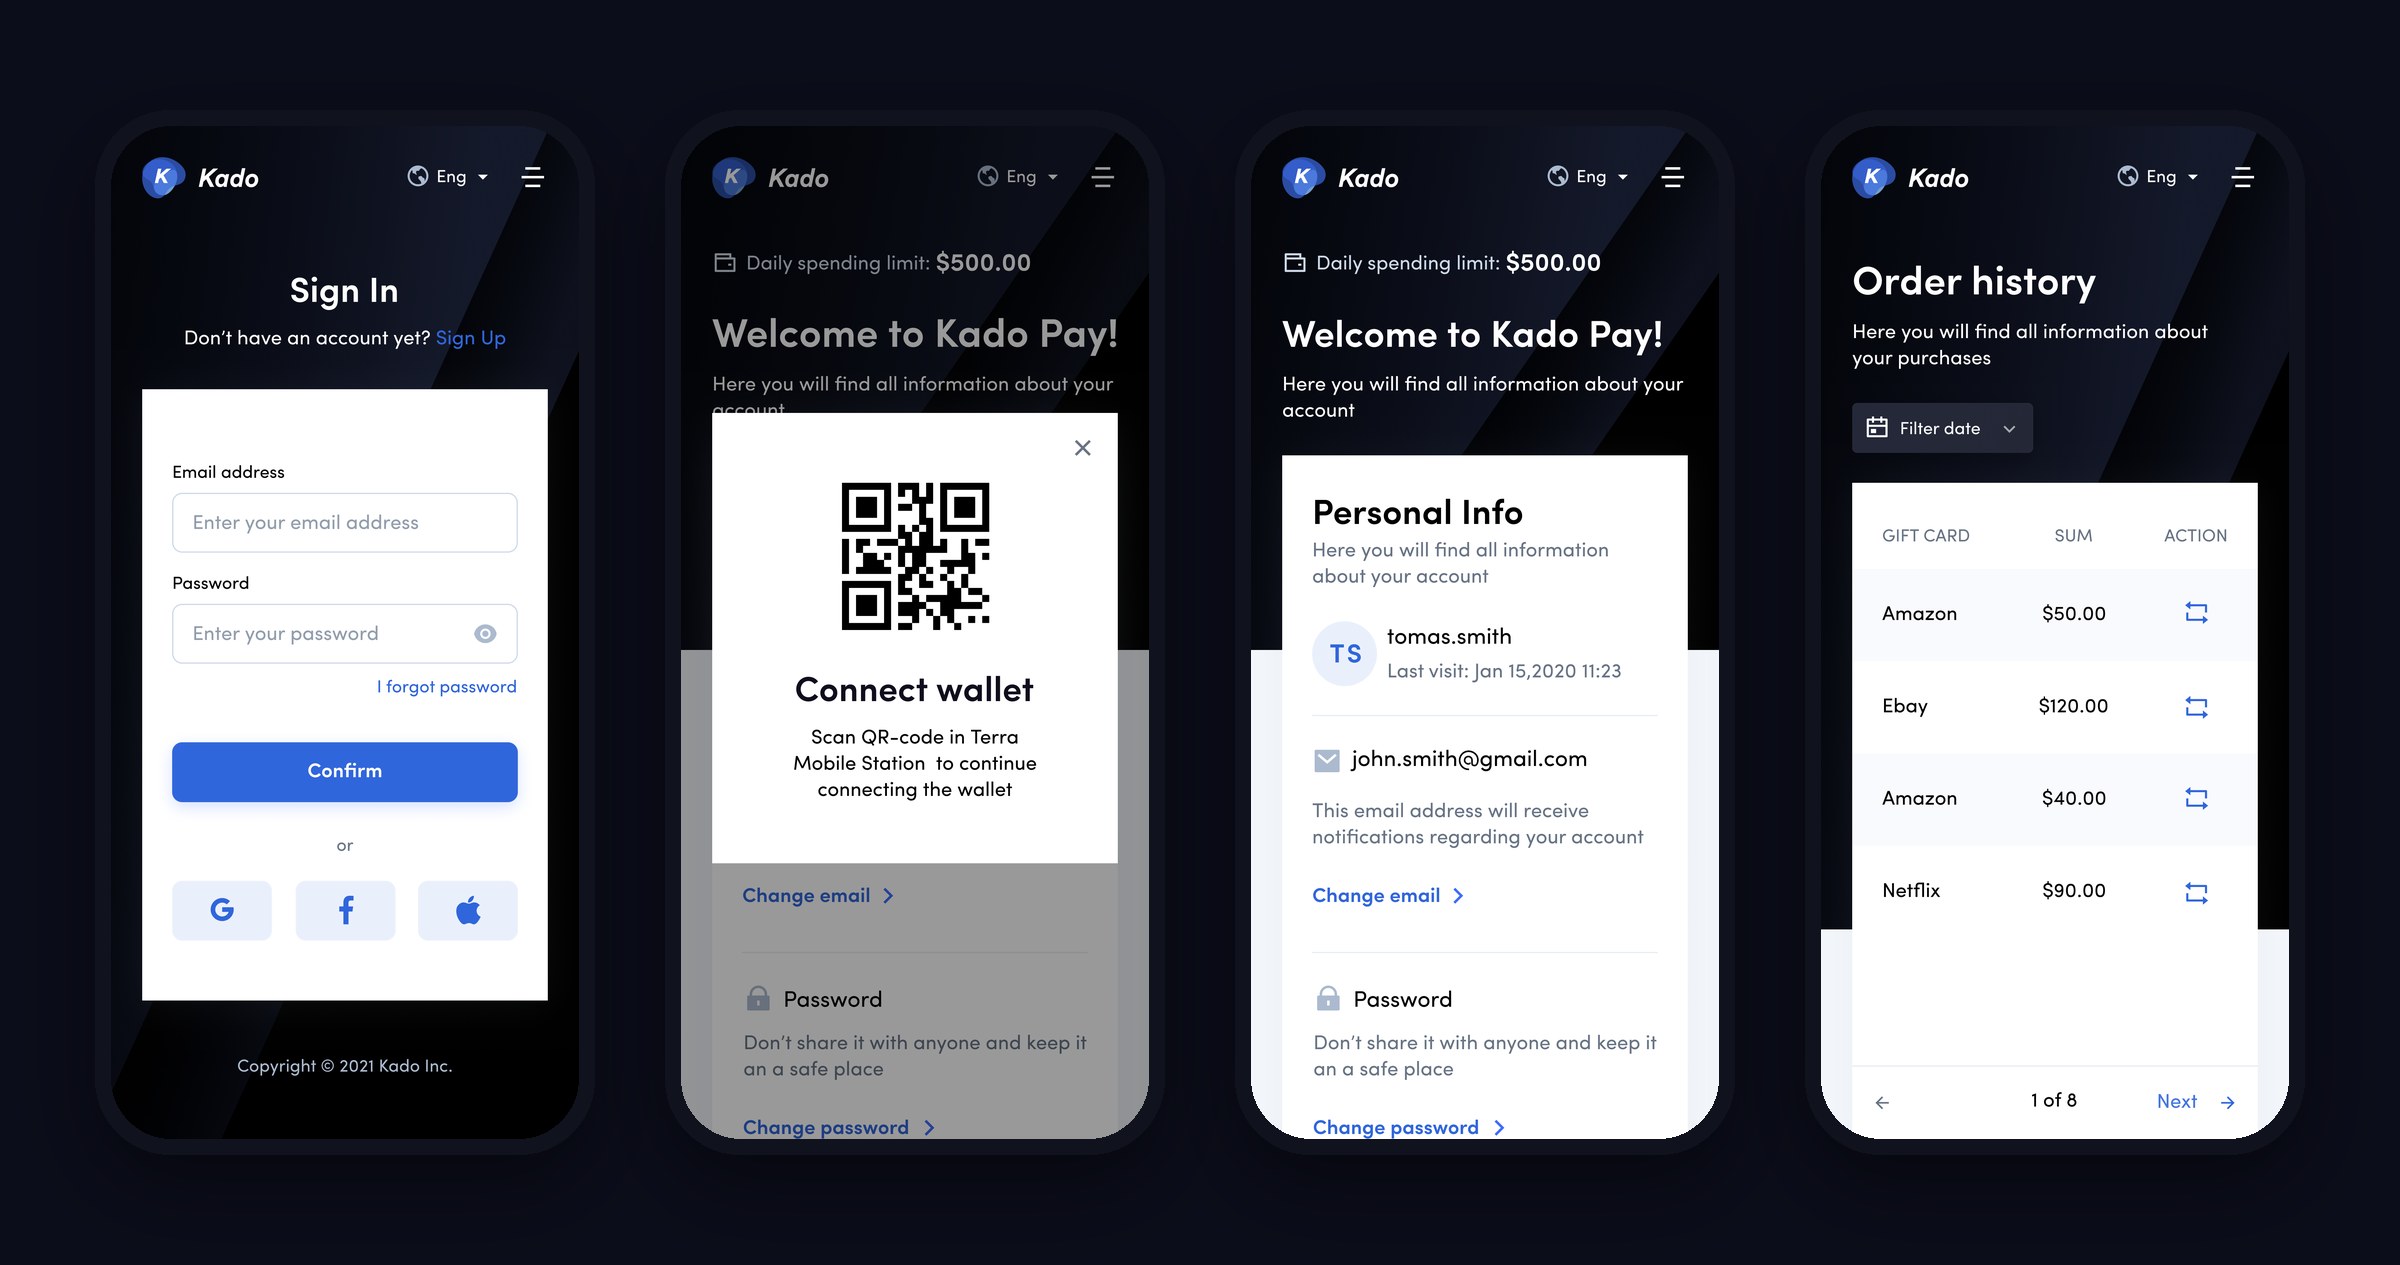 K Kado Eng
Sign In
Don't have an account yet? Sign Up
Email address
Enter your email address
Password
Enter your password
I forgot password
Confirm
or
Copyright © 2021 Kado Inc.
K Kado Eng
Daily spending limit: $500.00
Welcome to Kado Pay!
Here you will find all information about your
account
Connect wallet
Scan QR-code in Terra
Mobile Station to continue
connecting the wallet
Change email
Password
Don't share it with anyone and keep it
an a safe place
Change password
K Kado Eng
Daily spending limit: $500.00
Welcome to Kado Pay!
Here you will find all information about your
account
Personal Info
Here you will find all information
about your account
TS
tomas.smith
Last visit: Jan 15,2020 11:23
john.smith@gmail.com
This email address will receive
notifications regarding your account
Change email
Password
Don't share it with anyone and keep it
an a safe place
Change password
K Kado Eng
Order history
Here you will find all information about
your purchases
Filter date
GIFT CARD SUM ACTION
Amazon $50.00
Ebay $120.00
Amazon $40.00
Netflix $90.00
1 of 8 Next